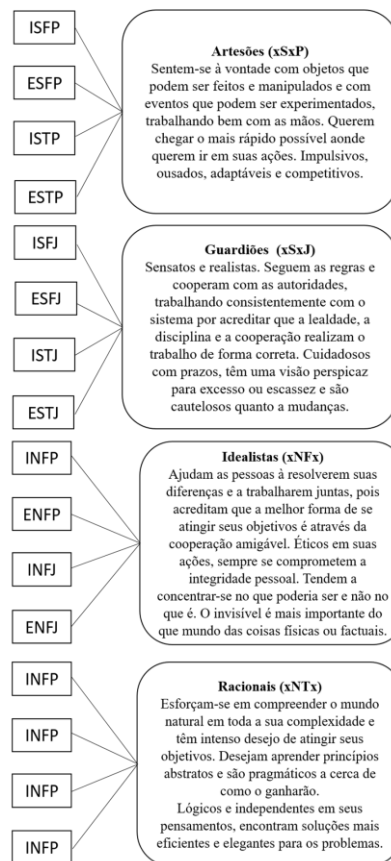 ISFP
ESFP
ISTP
ESTP
Artesões (xSxP)
Sentem-se à vontade com objetos que
podem ser feitos e manipulados e com
eventos que podem ser experimentados,
trabalhando bem com as mãos. Querem
chegar o mais rápido possível aonde
querem ir em suas ações. Impulsivos,
ousados, adaptáveis e competitivos.
ISFJ
ESFJ
ISTJ
ESTJ
Guardiões (xSxJ)
Sensatos e realistas. Seguem as regras e
cooperam com as autoridades,
trabalhando consistentemente com o
sistema por acreditar que a lealdade, a
disciplina e a cooperação realizam o
trabalho de forma correta. Cuidadosos
com prazos, têm uma visão perspicaz
para excesso ou escassez e são
cautelosos quanto a mudanças.
INFP
ENFP
INFJ
ENFJ
Idealistas (xNFx)
Ajudam as pessoas à resolverem suas
diferenças e a trabalharem juntas, pois
acreditam que a melhor forma de se
atingir seus objetivos é através da
cooperação amigável. Éticos em suas
ações, sempre se comprometem a
integridade pessoal. Tendem a
concentrar-se no que poderia ser e não no
que é. O invisível é mais importante do
que mundo das coisas físicas ou factuais.
INFP
INFP
INFP
INFP
Racionais (xNTx)
Esforçam-se em compreender o mundo
natural em toda a sua complexidade e
têm intenso desejo de atingir seus
objetivos. Desejam aprender princípios
abstratos e são pragmáticos a cerca de
como o ganharão.
Lógicos e independentes em seus
pensamentos, encontram soluções mais
eficientes e elegantes para os problemas.